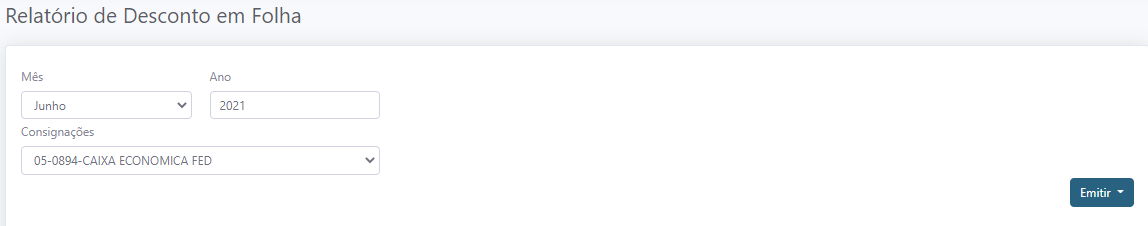 Relatório de Desconto em Folha
Mês Ano
Junho 2021
Consignações
05-0894-CAIXA ECONOMICA FED
Emitir